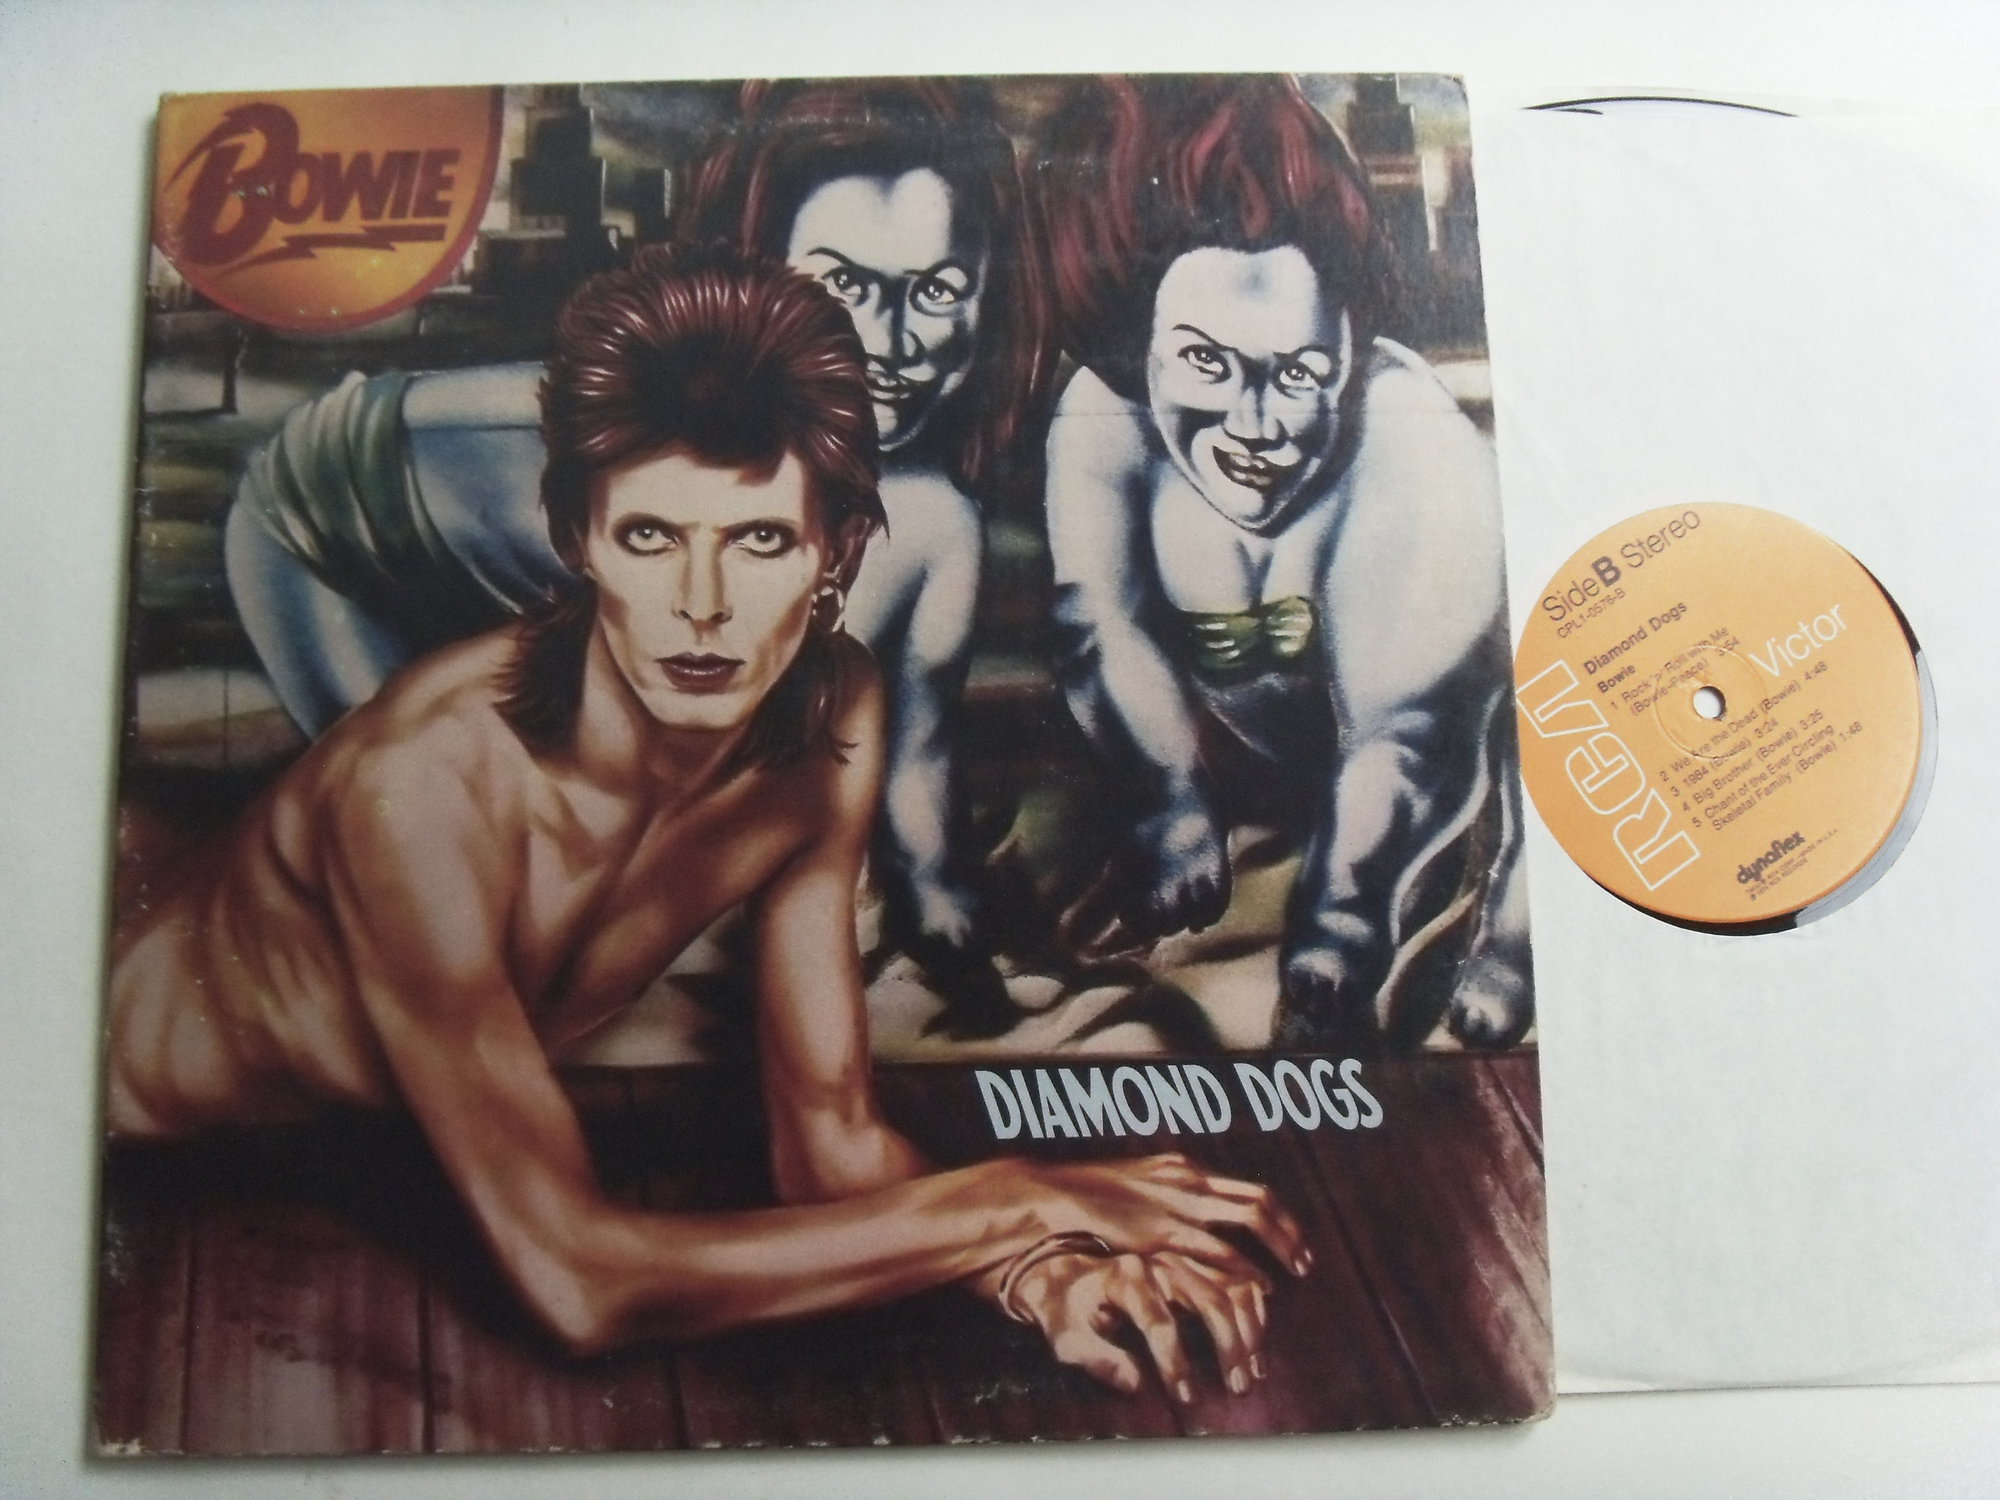 BOWIE
DIAMOND DOGS
Side B Stereo
CPL1-0576-B
Diamond Dogs
Bowie
1 Rock 'n Roll with Me
(Bowie-Peace) 3:54
2 We Are the Dead (Bowie) 4:48
3 1984 (Bowie) 3:24
4 Big Brother (Bowie) 3:25
5 Chant of the Ever Circling
Skeletal Family (Bowie) 1:48
RCA
Victor
dynaflex